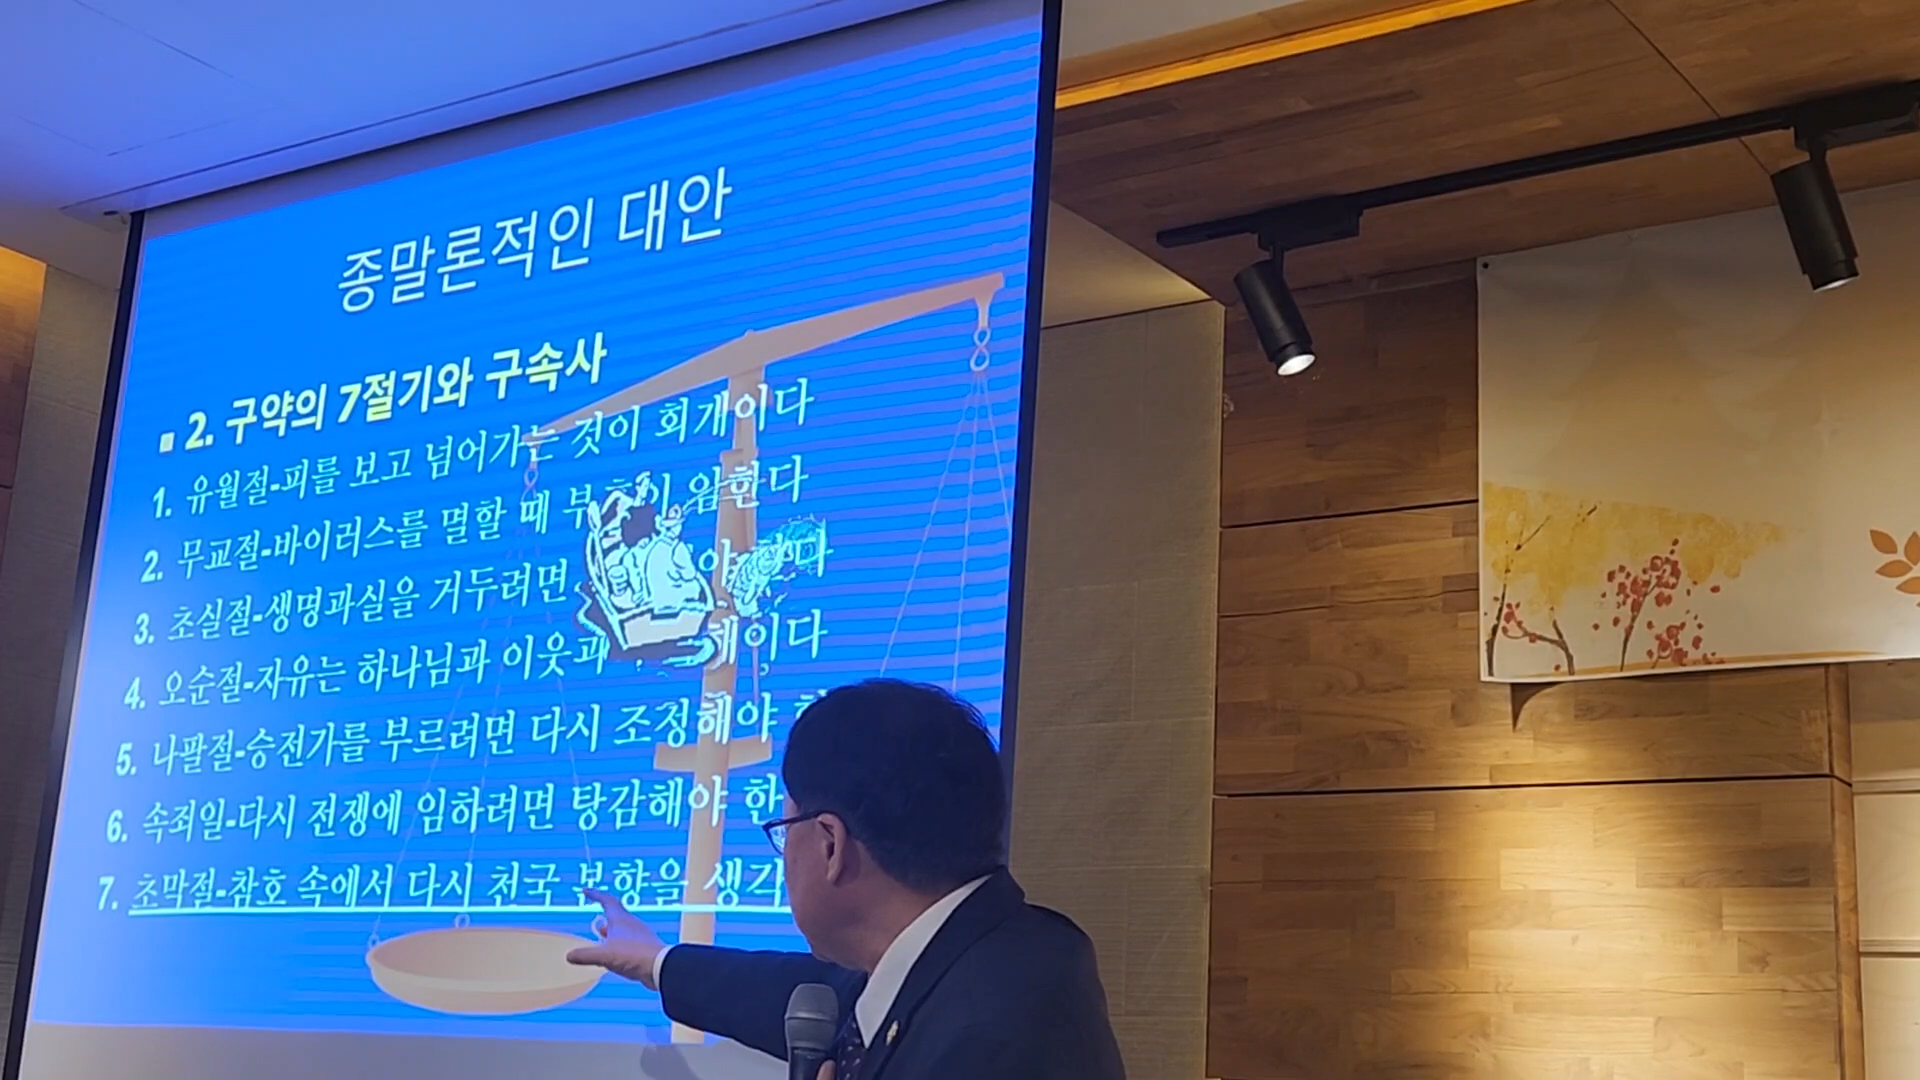 종말론적인 대안
2. 구약의 7절기와 구속사
1. 유월절-피를 보고 넘어가는 것이 회개이다
2. 무교절-바이러스를 멸할 때 임한다
3. 초실절-생명과실을 거두려면
4. 오순절-자유는 하나님과 이웃과
5. 나팔절-승전가를 부르려면 다시 조정해야
6. 속죄일-다시 전쟁에 임하려면 탕감해야
7. 초막절-참호 속에서 다시 천국 본향을